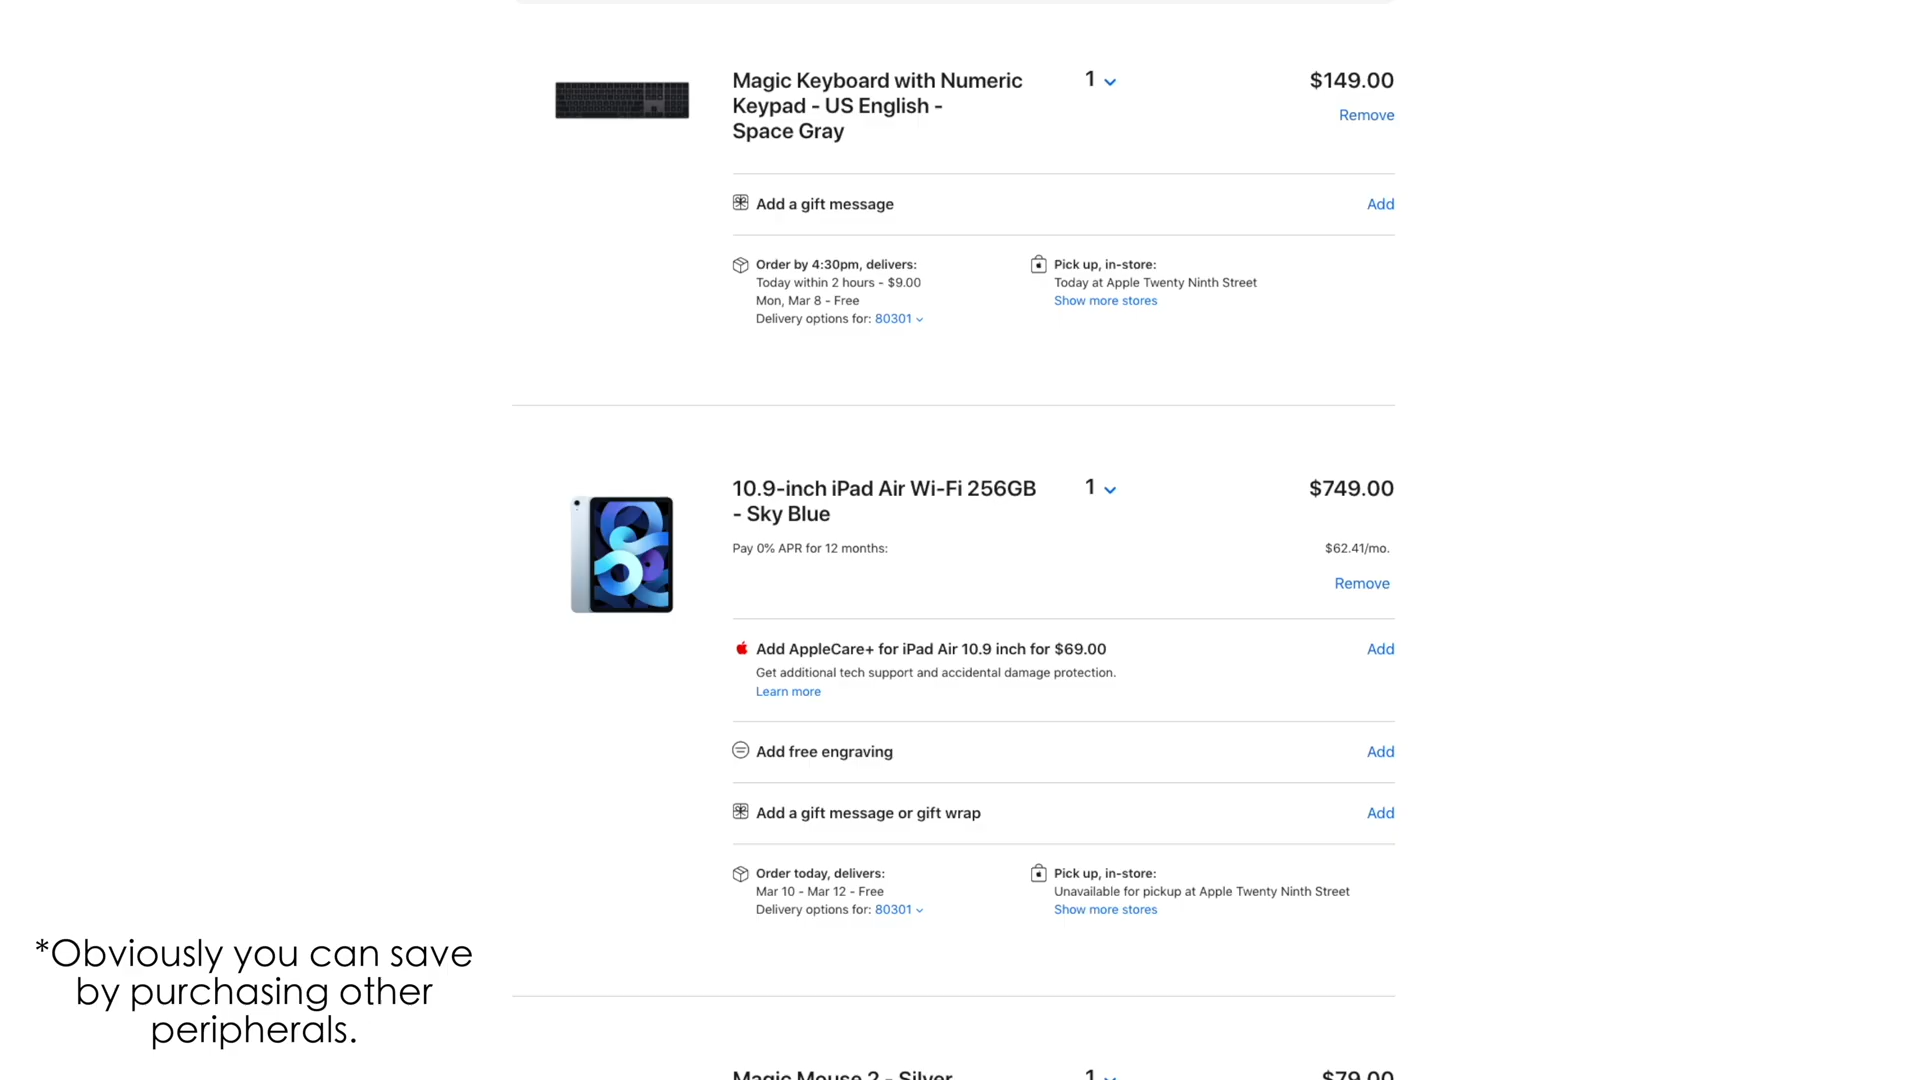 Magic Keyboard with Numeric
Keypad - US English -
Space Gray
1
$149.00
Remove
Add a gift message
Add
Order by 4:30pm, delivers:
Today within 2 hours - $9.00
Mon, Mar 8 - Free
Delivery options for: 80301
Pick up, in-store:
Today at Apple Twenty Ninth Street
Show more stores
10.9-inch iPad Air Wi-Fi 256GB
- Sky Blue
1
$749.00
Pay 0% APR for 12 months:
$62.41/mo.
Remove
Add AppleCare+ for iPad Air 10.9 inch for $69.00
Add
Get additional tech support and accidental damage protection.
Learn more
Add free engraving
Add
Add a gift message or gift wrap
Add
Order today, delivers:
Mar 10 - Mar 12 - Free
Delivery options for: 80301
Pick up, in-store:
Unavailable for pickup at Apple Twenty Ninth Street
Show more stores
*Obviously you can save
by purchasing other
peripherals.
Magic Mouse 2 - Silver
1
$79.00